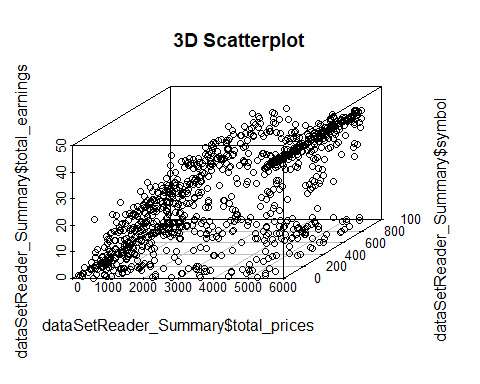 3D Scatterplot
dataSetReader_Summary$total_earnings
50
40
30
20
10
0
0 1000 2000 3000 4000 5000 6000
dataSetReader_Summary$total_prices
0
200
400
600
800
100
dataSetReader_Summary$symbol